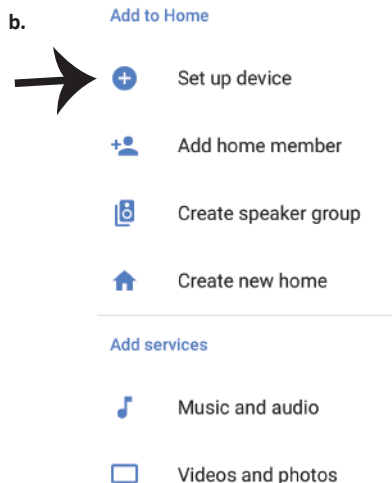 b.
Add to Home
Set up device
Add home member
Create speaker group
Create new home
Add services
Music and audio
Videos and photos